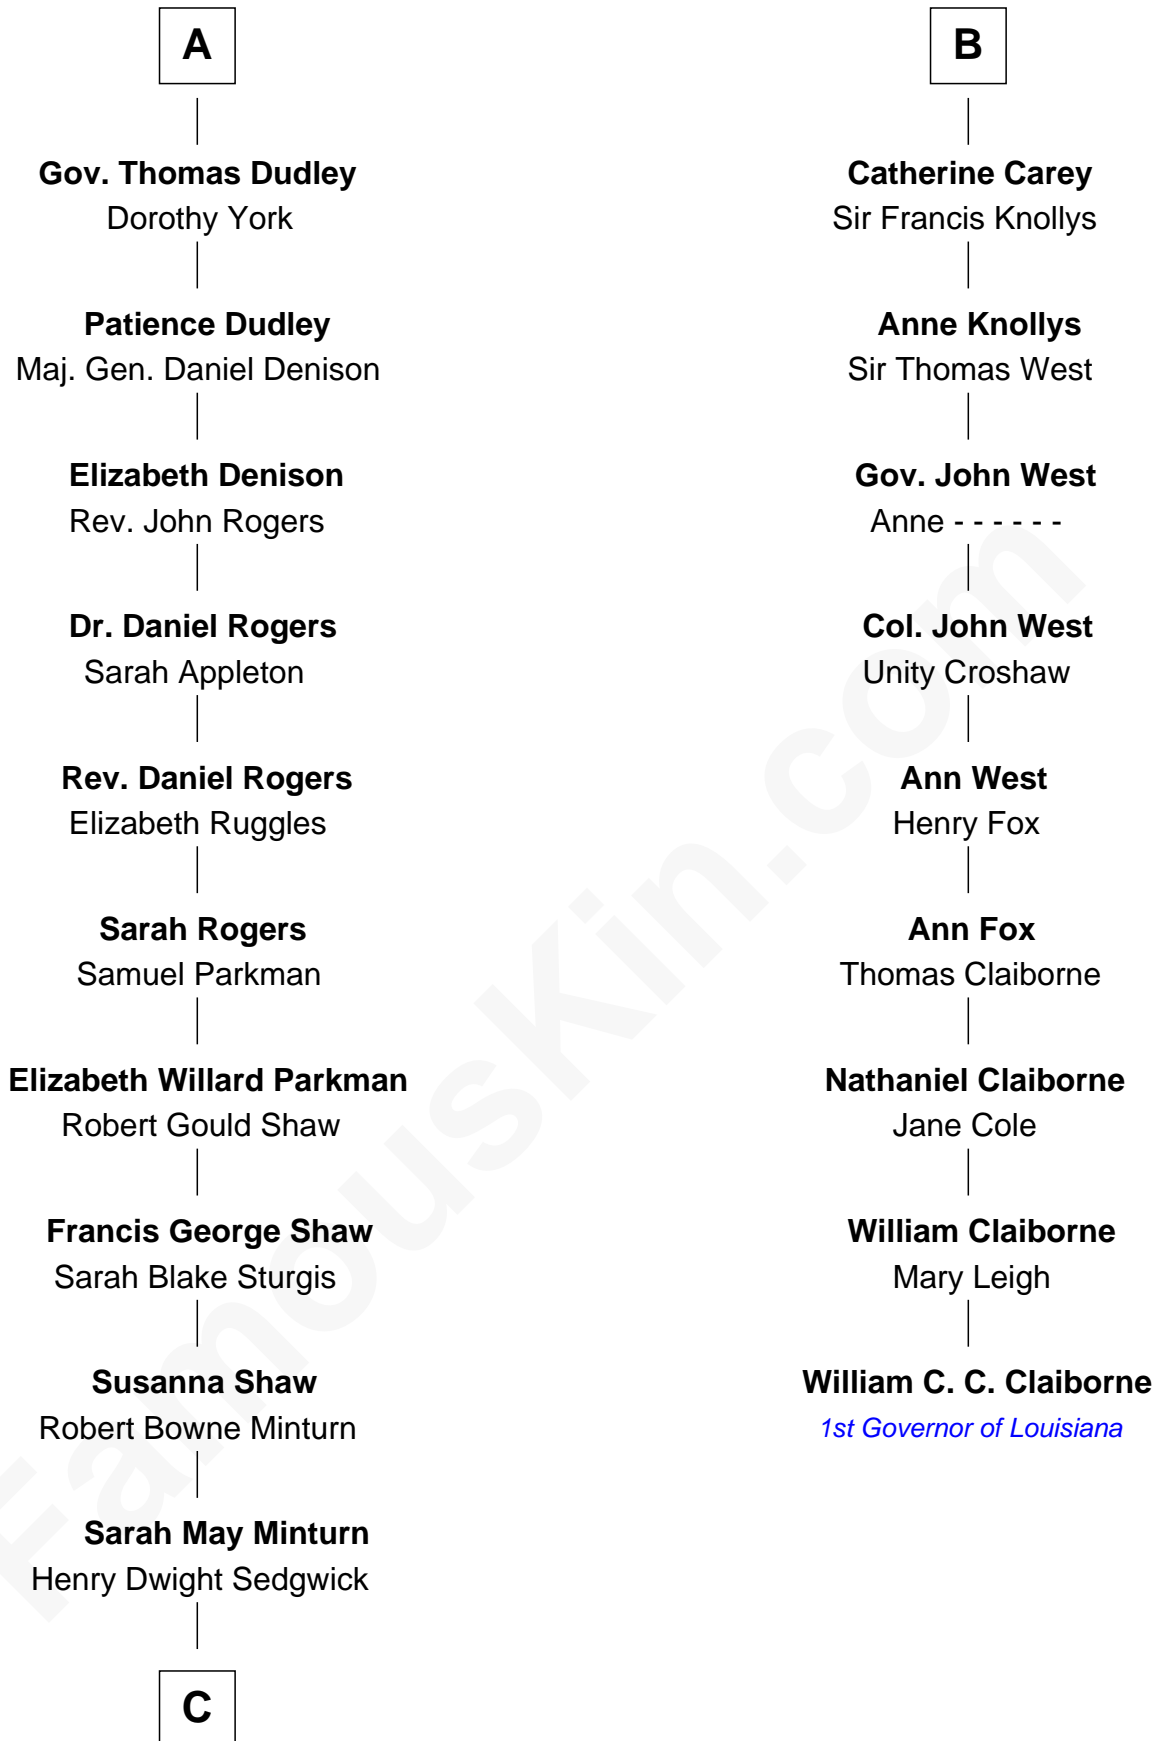 A
Gov. Thomas Dudley
Dorothy York
Patience Dudley
Maj. Gen. Daniel Denison
Elizabeth Denison
Rev. John Rogers
Dr. Daniel Rogers
Sarah Appleton
Rev. Daniel Rogers
Elizabeth Ruggles
Sarah Rogers
Samuel Parkman
Elizabeth Willard Parkman
Robert Gould Shaw
Francis George Shaw
Sarah Blake Sturgis
Susanna Shaw
Robert Bowne Minturn
Sarah May Minturn
Henry Dwight Sedgwick
C
B
Catherine Carey
Sir Francis Knollys
Anne Knollys
Sir Thomas West
Gov. John West
Anne - - - - - -
Col. John West
Unity Croshaw
Ann West
Henry Fox
Ann Fox
Thomas Claiborne
Nathaniel Claiborne
Jane Cole
William Claiborne
Mary Leigh
William C. C. Claiborne
1st Governor of Louisiana
FamousKin.com